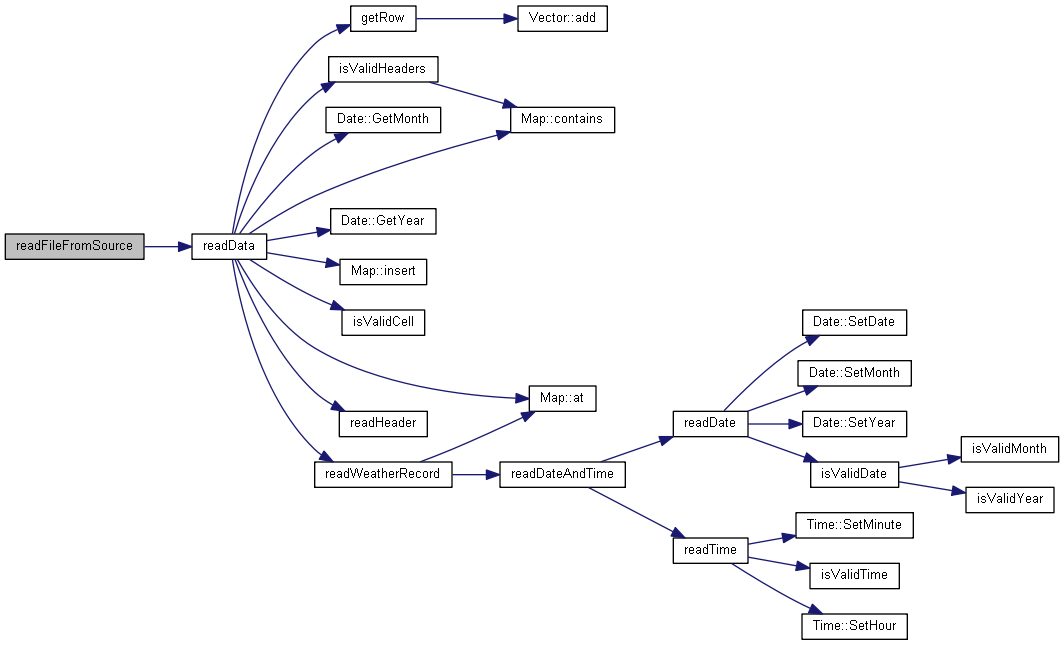 getRow
Vector::add
isValidHeaders
Date::GetMonth
Map::contains
Date::GetYear
readFileFromSource
readData
Map::insert
isValidCell
Date::SetDate
Date::SetMonth
Map::at
readHeader
readDate
Date::SetYear
isValidMonth
readWeatherRecord
readDateAndTime
isValidDate
isValidYear
Time::SetMinute
readTime
isValidTime
Time::SetHour